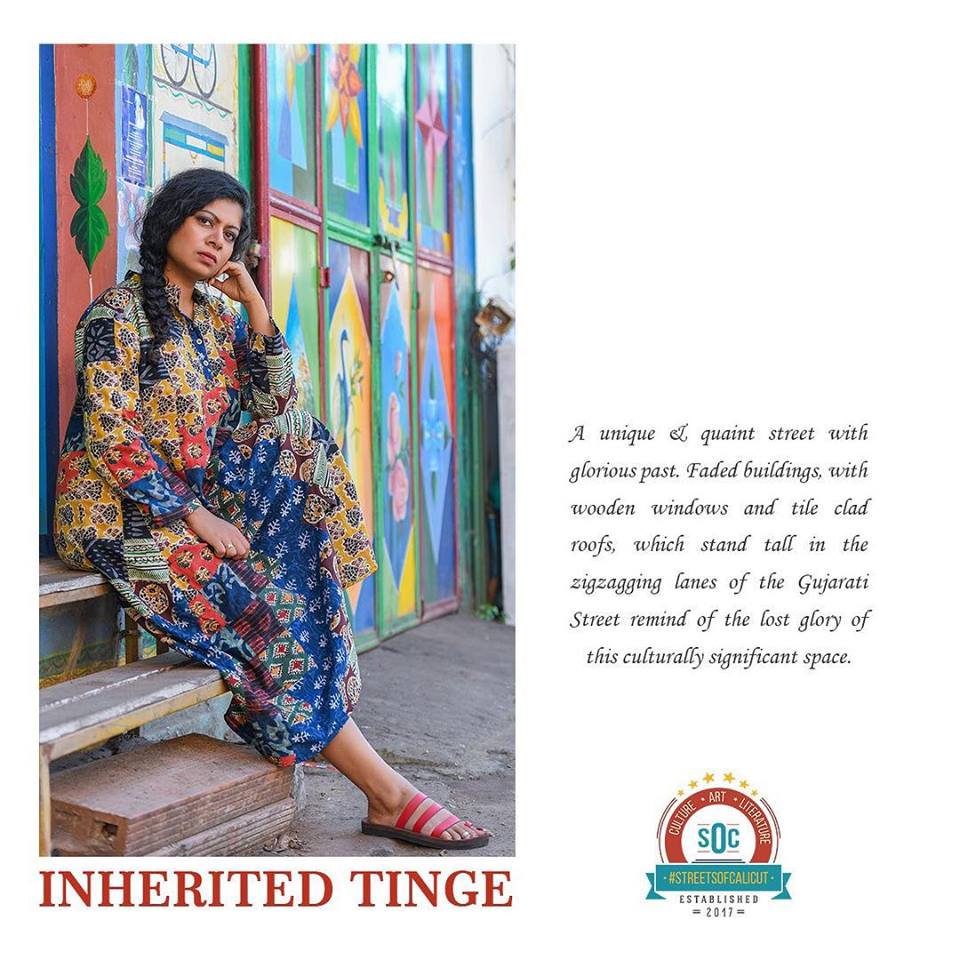 A unique & quaint street with
glorious past. Faded buildings, with
wooden windows and tile clad
roofs, which stand tall in the
zigzagging lanes of the Gujarati
Street remind of the lost glory of
this culturally significant space.
CULTURE • ART • LITERATURE
SOC
• #STREETSOFCALICUT •
ESTABLISHED
= 2017 =
INHERITED TINGE